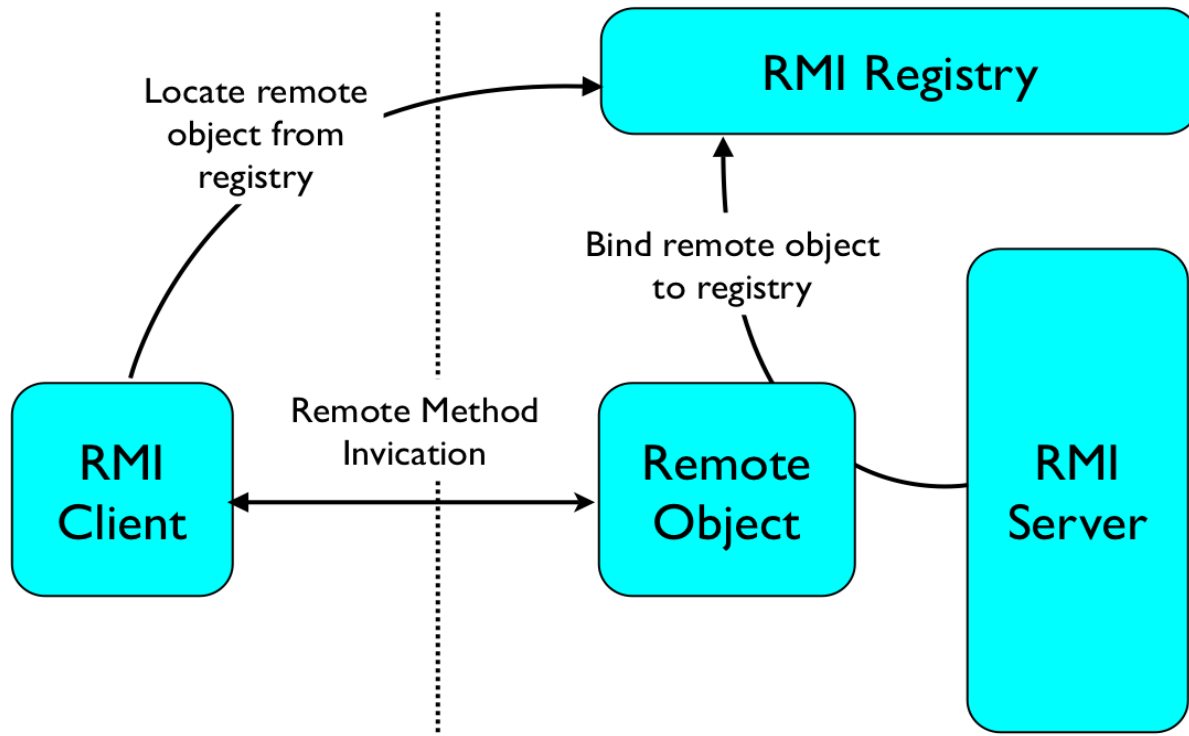 RMI Registry
Locate remote
object from
registry
Bind remote object
to registry
Remote Method
Invication
RMI
Client
Remote
Object
RMI
Server